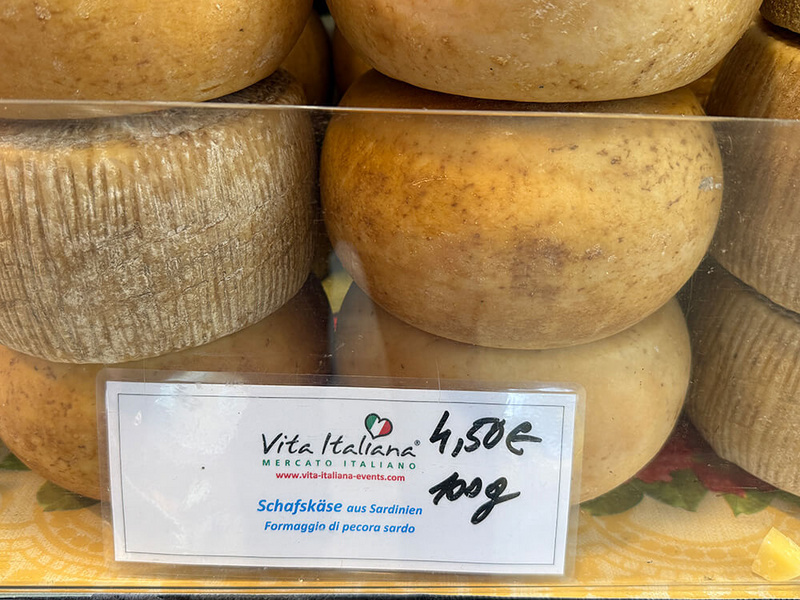 Vita Italiana®
MERCATO ITALIANO
www.vita-italiana-events.com
4,50€
100g
Schafskäse aus Sardinien
Formaggio di pecora sardo